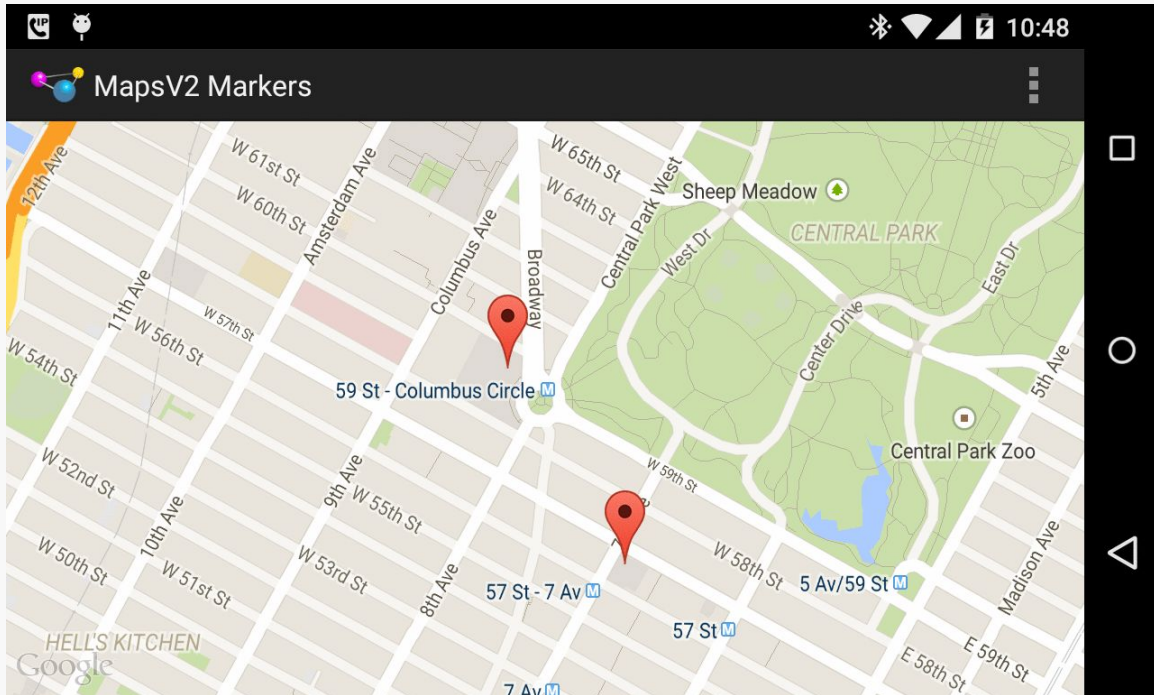 10:48
MapsV2 Markers
12th Ave
W 61st St
W 60th St
Amsterdam Ave
Columbus Ave
Broadway
W 65th St
W 64th St
Central Park West
Sheep Meadow
CENTRAL PARK
West Dr
East Dr
11th Ave
W 57th St
W 56th St
W 54th St
Center Drive
5th Ave
59 St - Columbus Circle M
Central Park Zoo
W 52nd St
9th Ave
W 55th St
W 59th St
10th Ave
W 50th St
W 51st St
W 53rd St
8th Ave
W 58th St
57 St - 7 Av M
5 Av/59 St M
Madison Ave
57 St M
HELL'S KITCHEN
Google
E 58th St
E 59th St
7 Av M